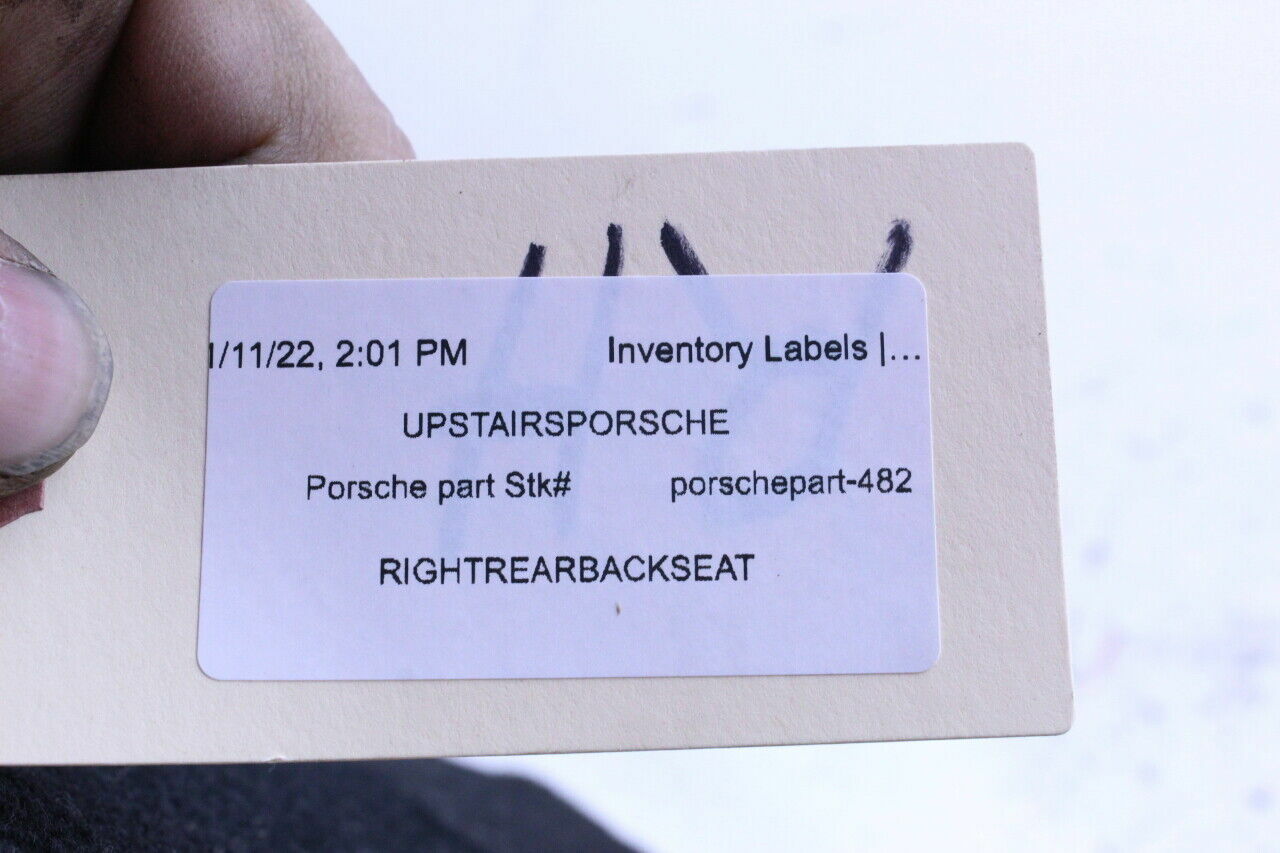 1/11/22, 2:01 PM Inventory Labels |...
UPSTAIRSPORSCHE
Porsche part Stk# porschepart-482
RIGHTREARBACKSEAT